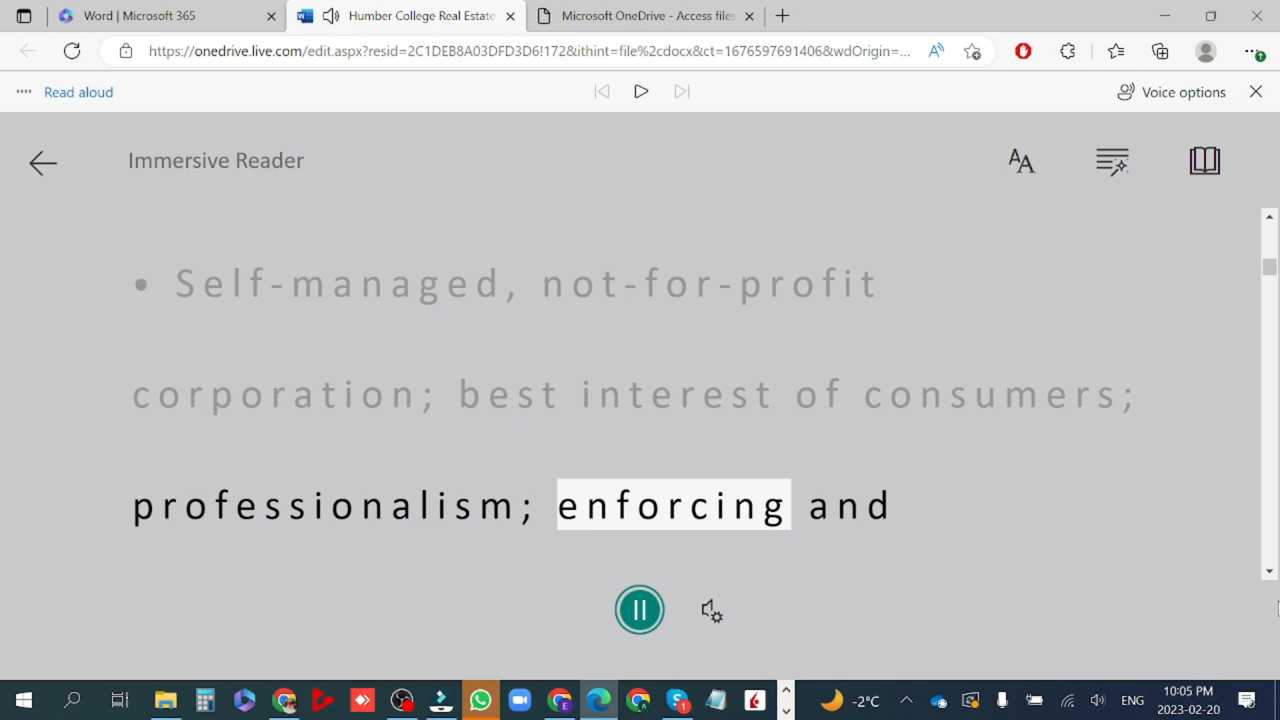 Word | Microsoft 365
Humber College Real Estate
Microsoft OneDrive - Access files
https://onedrive.live.com/edit.aspx?resid=2C1DEB8A03DFD3D6!172&ithint=file%2cdocx&ct=1676597691406&wdOrigin=...
Read aloud
Voice options
Immersive Reader
• Self-managed, not-for-profit
corporation; best interest of consumers;
professionalism; enforcing and
-2°C
ENG
10:05 PM
2023-02-20